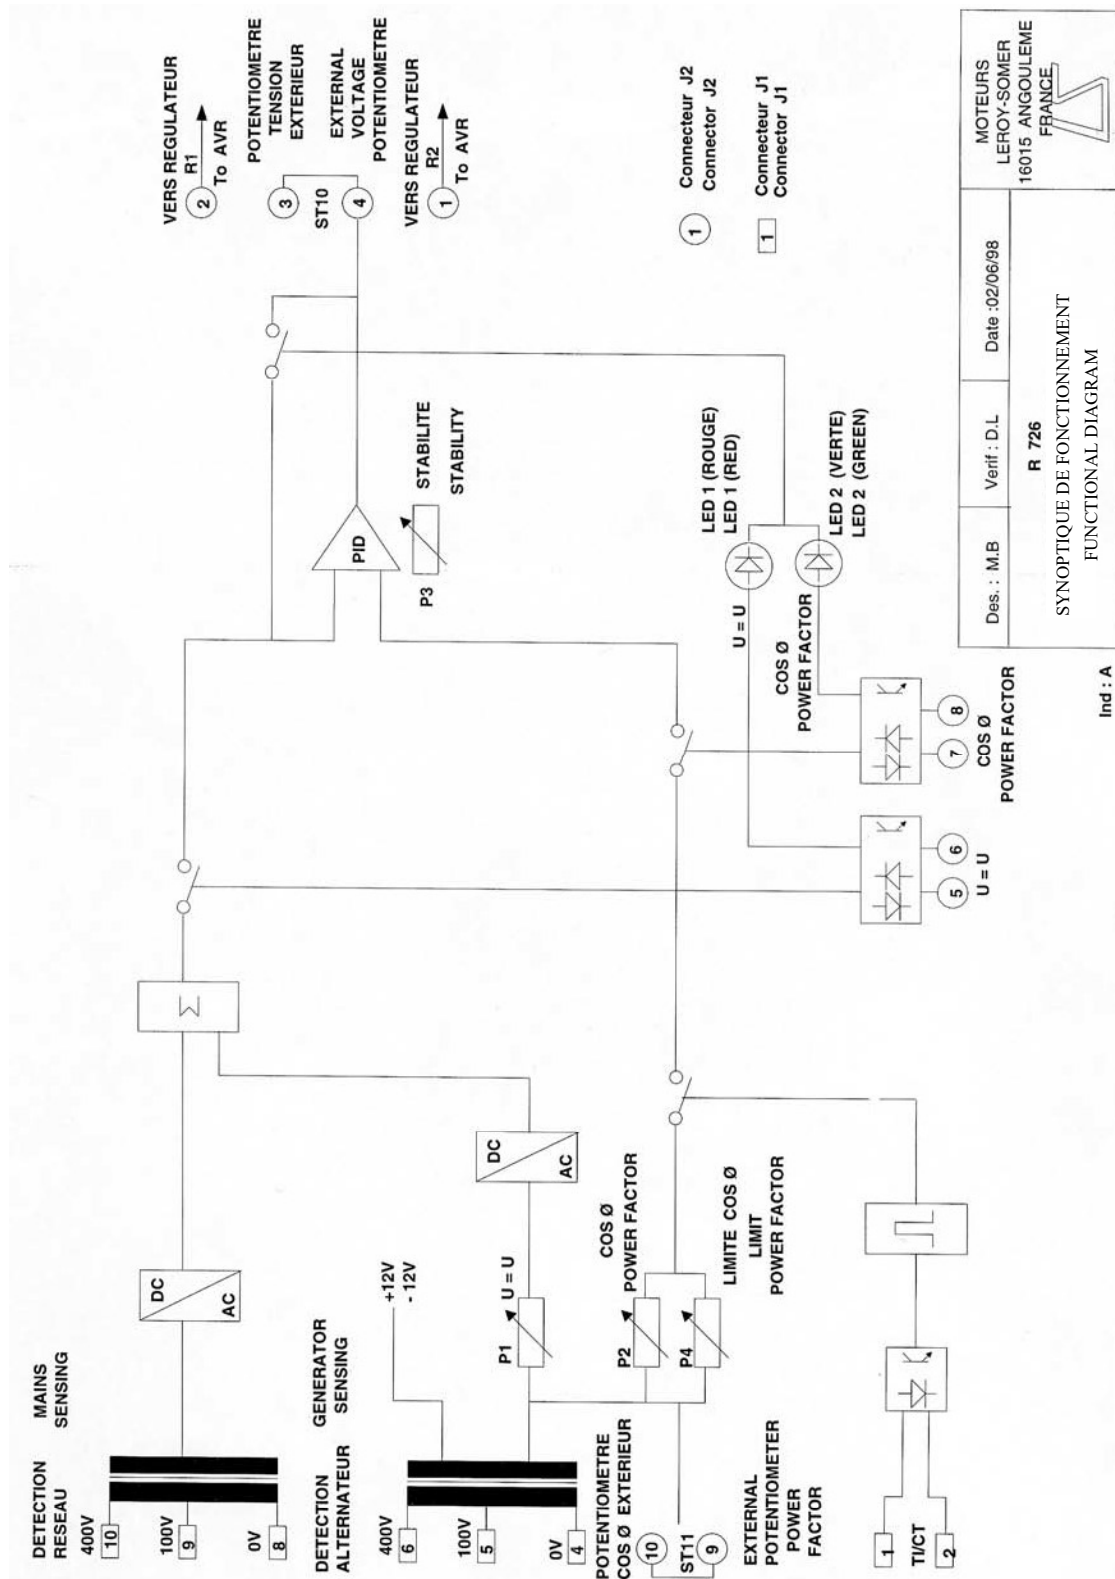 DETECTION
RESEAU
MAINS
SENSING
400V
10
100V
9
0V
8
DC
AC
Σ
DETECTION
ALTERNATEUR
GENERATOR
SENSING
400V
6
100V
5
0V
4
+12V
- 12V
P1
U = U
DC
AC
POTENTIOMETRE
COS Ø EXTERIEUR
10
ST11
9
EXTERNAL
POTENTIOMETER
POWER
FACTOR
P2
COS Ø
POWER FACTOR
P4
LIMITE COS Ø
LIMIT
POWER FACTOR
1
TI/CT
2
VERS REGULATEUR
2
R1
To AVR
POTENTIOMETRE
TENSION
EXTERIEUR
3
ST10
4
EXTERNAL
VOLTAGE
POTENTIOMETRE
VERS REGULATEUR
1
R2
To AVR
PID
P3
STABILITE
STABILITY
U = U
LED 1 (ROUGE)
LED 1 (RED)
COS Ø
POWER FACTOR
LED 2 (VERTE)
LED 2 (GREEN)
5
6
U = U
7
8
COS Ø
POWER FACTOR
1
Connecteur J2
Connector J2
1
Connecteur J1
Connector J1
Des. : M.B
Verif : D.L
Date :02/06/98
MOTEURS
LEROY-SOMER
16015 ANGOULEME
FRANCE
R 726
SYNOPTIQUE DE FONCTIONNEMENT
FUNCTIONAL DIAGRAM
Ind : A